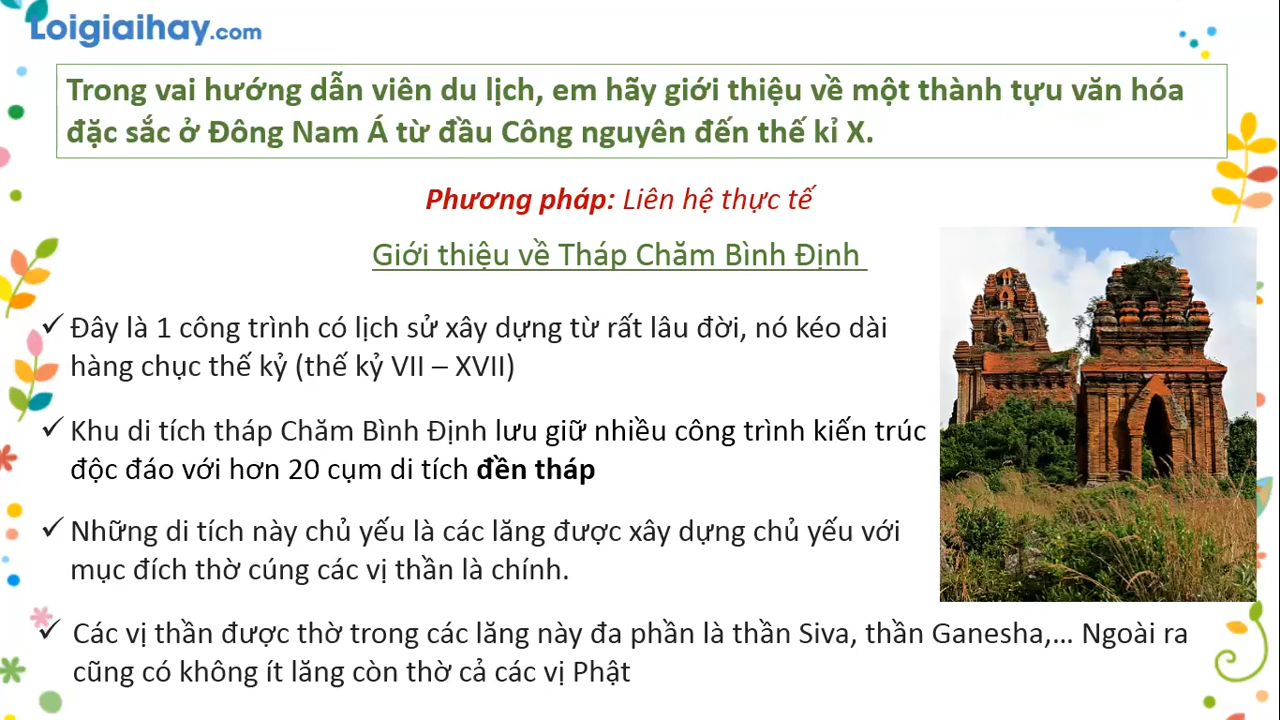 Loigiaihay.com
Trong vai hướng dẫn viên du lịch, em hãy giới thiệu về một thành tựu văn hóa
đặc sắc ở Đông Nam Á từ đầu Công nguyên đến thế kỉ X.
Phương pháp: Liên hệ thực tế
Giới thiệu về Tháp Chăm Bình Định
✓ Đây là 1 công trình có lịch sử xây dựng từ rất lâu đời, nó kéo dài
hàng chục thế kỷ (thế kỷ VII – XVII)
✓ Khu di tích tháp Chăm Bình Định lưu giữ nhiều công trình kiến trúc
độc đáo với hơn 20 cụm di tích đền tháp
✓ Những di tích này chủ yếu là các lăng được xây dựng chủ yếu với
mục đích thờ cúng các vị thần là chính.
✓ Các vị thần được thờ trong các lăng này đa phần là thần Siva, thần Ganesha,... Ngoài ra
cũng có không ít lăng còn thờ cả các vị Phật